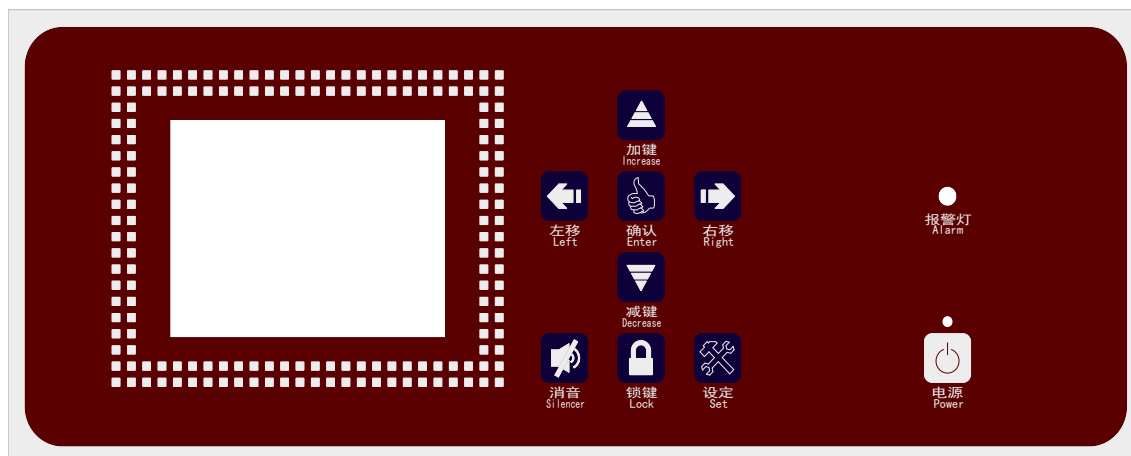 加键
Increase
左移
Left
确认
Enter
右移
Right
报警灯
Alarm
减键
Decrease
消音
Silencer
锁键
Lock
设定
Set
电源
Power